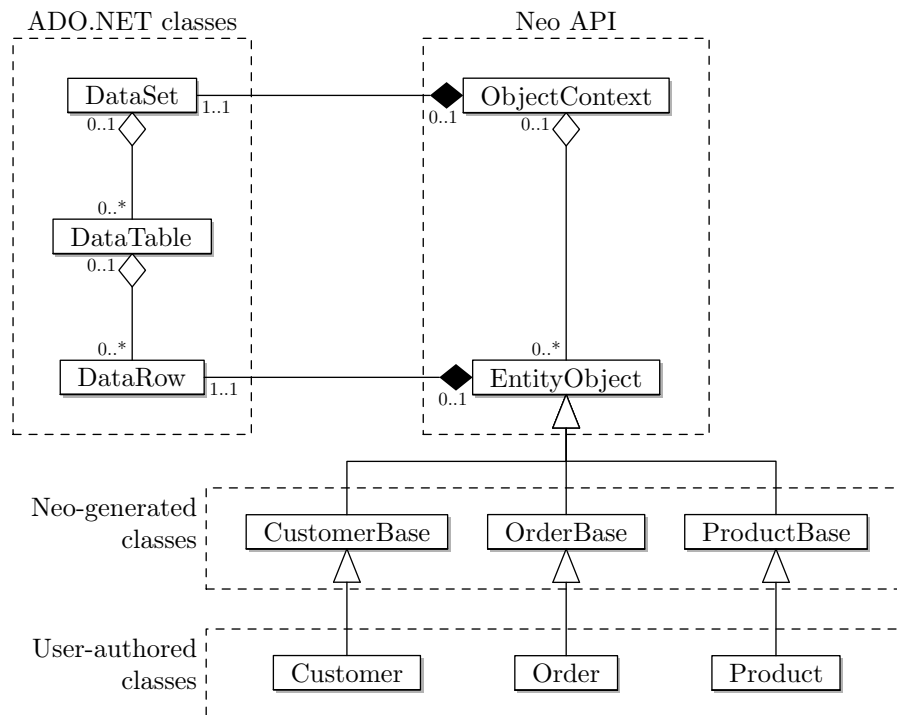 ADO.NET classes
Neo API
DataSet
ObjectContext
0..1
1..1
0..1
0..1
0..*
DataTable
0..1
0..*
0..*
DataRow
EntityObject
1..1
0..1
Neo-generated
classes
CustomerBase
OrderBase
ProductBase
User-authored
classes
Customer
Order
Product